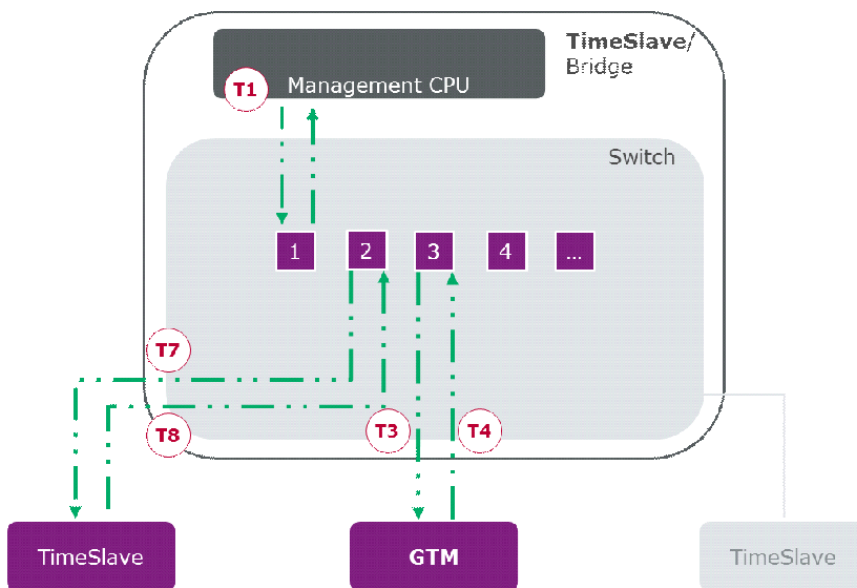 TimeSlave/
Bridge
Management CPU
T1
Switch
1 2 3 4 ...
T7
T8 T3 T4
TimeSlave GTM TimeSlave